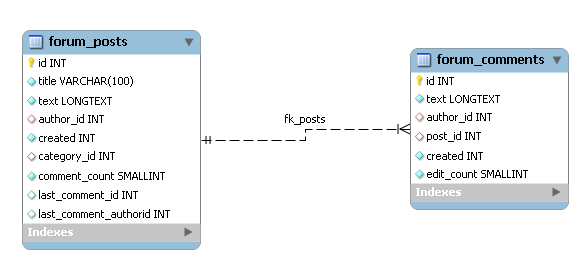 forum_posts
id INT
title VARCHAR(100)
text LONGTEXT
author_id INT
created INT
category_id INT
comment_count SMALLINT
last_comment_id INT
last_comment_authorid INT
Indexes
fk_posts
forum_comments
id INT
text LONGTEXT
author_id INT
post_id INT
created INT
edit_count SMALLINT
Indexes